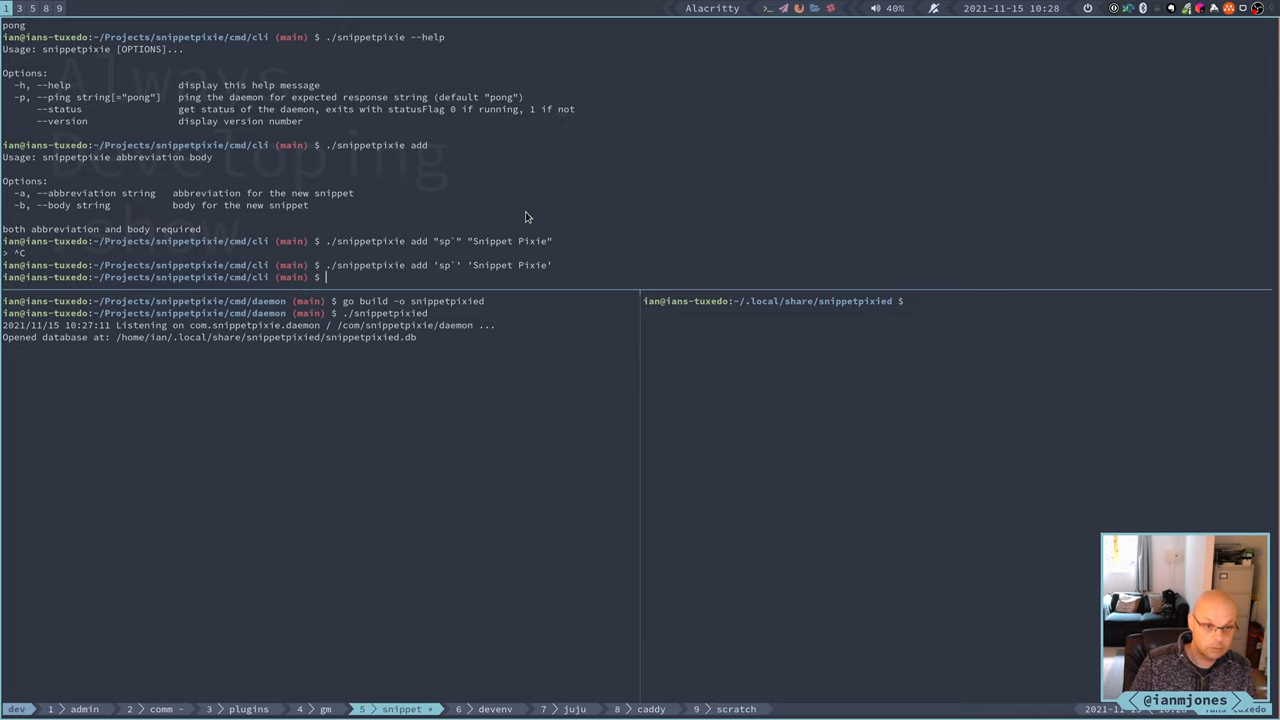 1 3 5 8 9
Alacritty
40%
2021-11-15 10:28
pong
ian@ians-tuxedo:~/Projects/snippetpixie/cmd/cli (main) $ ./snippetpixie --help
Usage: snippetpixie [OPTIONS]...
Options:
-h, --help display this help message
-p, --ping string[="pong"] ping the daemon for expected response string (default "pong")
--status get status of the daemon, exits with statusFlag 0 if running, 1 if not
--version display version number
ian@ians-tuxedo:~/Projects/snippetpixie/cmd/cli (main) $ ./snippetpixie add
Usage: snippetpixie abbreviation body
Options:
-a, --abbreviation string abbreviation for the new snippet
-b, --body string body for the new snippet
both abbreviation and body required
ian@ians-tuxedo:~/Projects/snippetpixie/cmd/cli (main) $ ./snippetpixie add "sp`" "Snippet Pixie"
> ^C
ian@ians-tuxedo:~/Projects/snippetpixie/cmd/cli (main) $ ./snippetpixie add 'sp`' 'Snippet Pixie'
ian@ians-tuxedo:~/Projects/snippetpixie/cmd/cli (main) $
Always
Developing
show
ian@ians-tuxedo:~/Projects/snippetpixie/cmd/daemon (main) $ go build -o snippetpixied
ian@ians-tuxedo:~/Projects/snippetpixie/cmd/daemon (main) $ ./snippetpixied
2021/11/15 10:27:11 Listening on com.snippetpixie.daemon / /com/snippetpixie/daemon ...
Opened database at: /home/ian/.local/share/snippetpixied/snippetpixied.db
ian@ians-tuxedo:~/.local/share/snippetpixied $
@ianmjones
dev 1 admin 2 comm - 3 plugins 4 gm 5 snippet * 6 devenv 7 juju 8 caddy 9 scratch